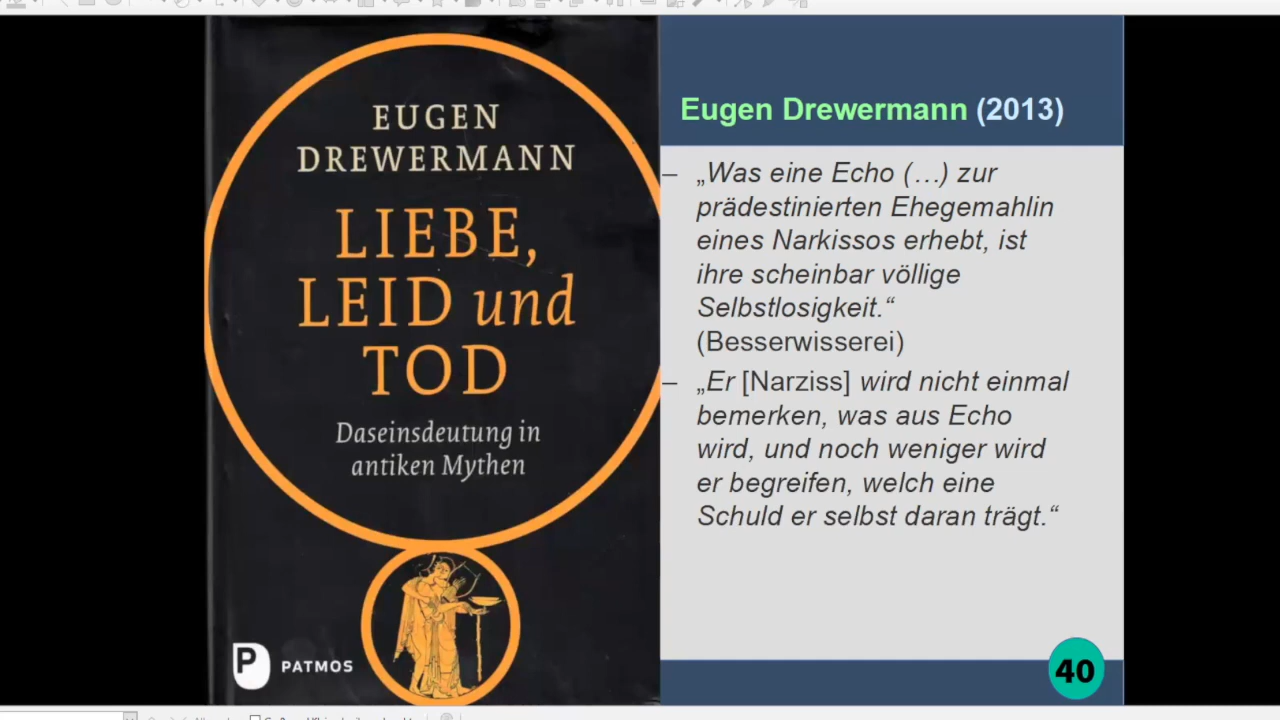 EUGEN
DREWERMANN
LIEBE,
LEID und
TOD
Daseinsdeutung in
antiken Mythen
P PATMOS
Eugen Drewermann (2013)
– „Was eine Echo (…) zur
prädestinierten Ehegemahlin
eines Narkissos erhebt, ist
ihre scheinbar völlige
Selbstlosigkeit.“
(Besserwisserei)
– „Er [Narziss] wird nicht einmal
bemerken, was aus Echo
wird, und noch weniger wird
er begreifen, welch eine
Schuld er selbst daran trägt.“
40